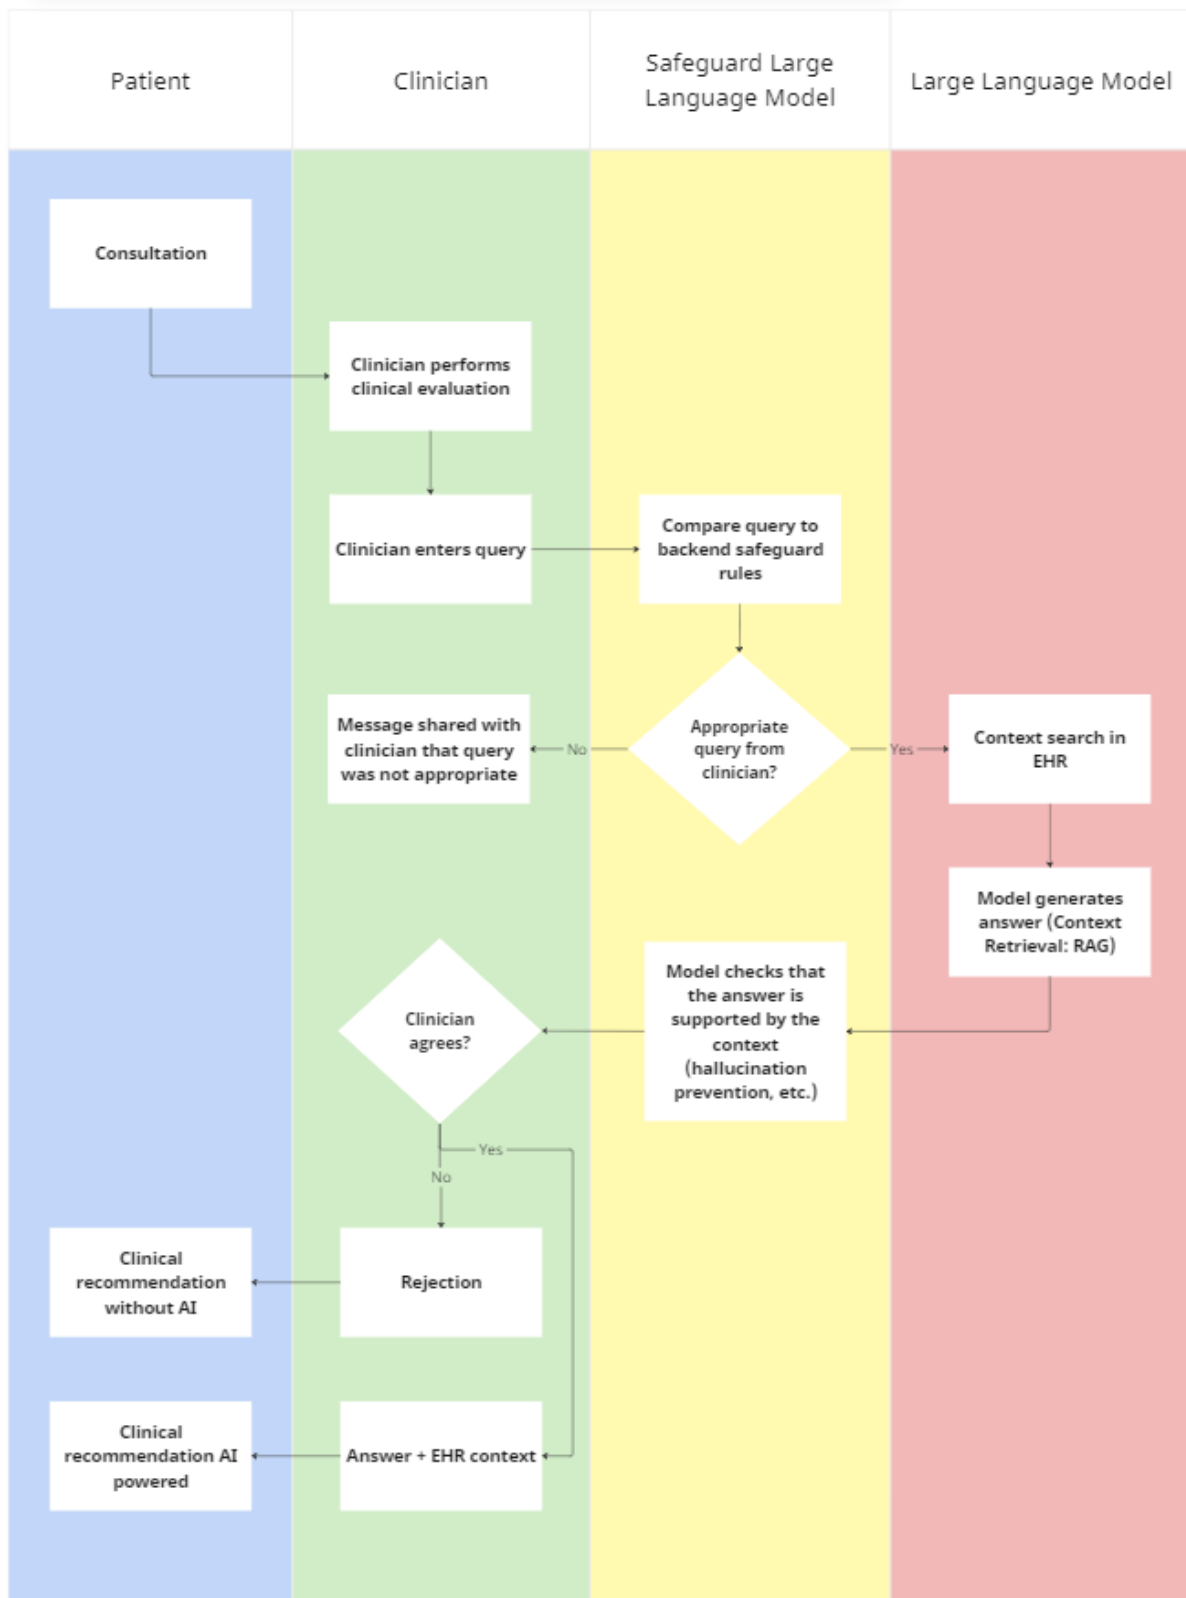 Patient
Clinician
Safeguard Large
Language Model
Large Language Model
Consultation
Clinician performs
clinical evaluation
Clinician enters query
Compare query to
backend safeguard
rules
Message shared with
clinician that query
was not appropriate
No
Appropriate
query from
clinician?
Yes
Context search in
EHR
Model generates
answer (Context
Retrieval: RAG)
Model checks that
the answer is
supported by the
context
(hallucination
prevention, etc.)
Clinician
agrees?
Yes
No
Clinical
recommendation
without AI
Rejection
Clinical
recommendation AI
powered
Answer + EHR context